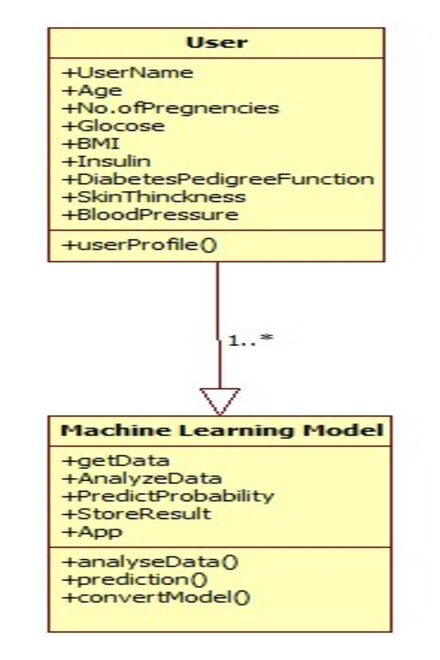 User
+UserName
+Age
+No.ofPregnencies
+Glocose
+BMI
+Insulin
+DiabetesPedigreeFunction
+SkinThinckness
+BloodPressure
+userProfile()
1..*
Machine Learning Model
+getData
+AnalyzeData
+PredictProbability
+StoreResult
+App
+analyseData()
+prediction()
+convertModel()